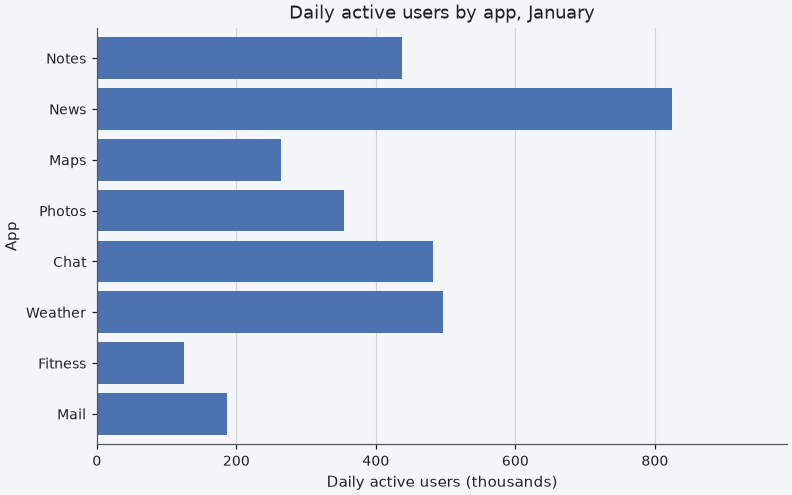 Daily active users by app, January
App
Notes
News
Maps
Photos
Chat
Weather
Fitness
Mail
0 200 400 600 800
Daily active users (thousands)